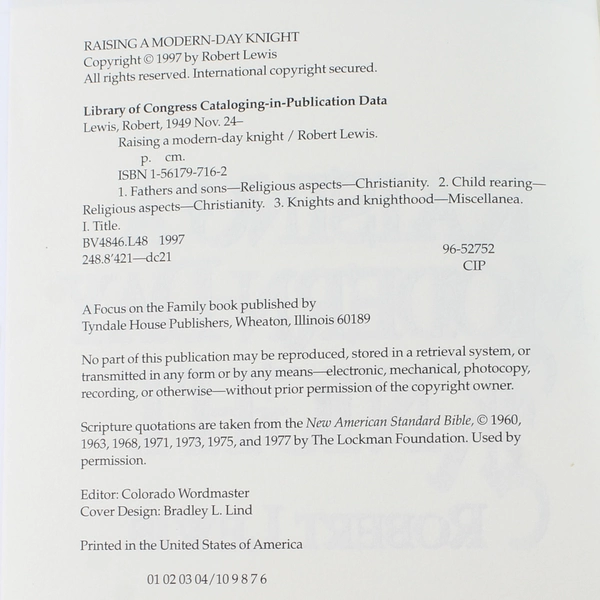 RAISING A MODERN-DAY KNIGHT
Copyright © 1997 by Robert Lewis
All rights reserved. International copyright secured.
Library of Congress Cataloging-in-Publication Data
Lewis, Robert, 1949 Nov. 24–
Raising a modern-day knight / Robert Lewis.
p. cm.
ISBN 1-56179-716-2
1. Fathers and sons—Religious aspects—Christianity. 2. Child rearing—
Religious aspects—Christianity. 3. Knights and knighthood—Miscellanea.
I. Title.
BV4846.L48 1997
248.8'421—dc21
96-52752
CIP
A Focus on the Family book published by
Tyndale House Publishers, Wheaton, Illinois 60189
No part of this publication may be reproduced, stored in a retrieval system, or
transmitted in any form or by any means—electronic, mechanical, photocopy,
recording, or otherwise—without prior permission of the copyright owner.
Scripture quotations are taken from the New American Standard Bible, © 1960,
1963, 1968, 1971, 1973, 1975, and 1977 by The Lockman Foundation. Used by
permission.
Editor: Colorado Wordmaster
Cover Design: Bradley L. Lind
Printed in the United States of America
01 02 03 04/10 9 8 7 6